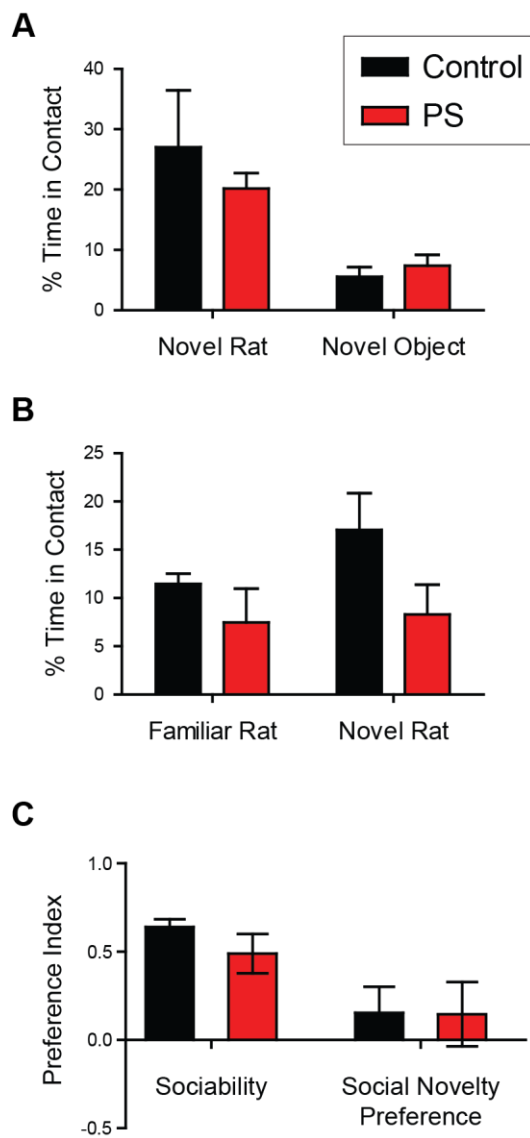 A
Control
PS
% Time in Contact
40
30
20
10
0
Novel Rat
Novel Object
B
% Time in Contact
25
20
15
10
5
0
Familiar Rat
Novel Rat
C
Preference Index
1.0
0.5
0.0
-0.5
Sociability
Social Novelty
Preference